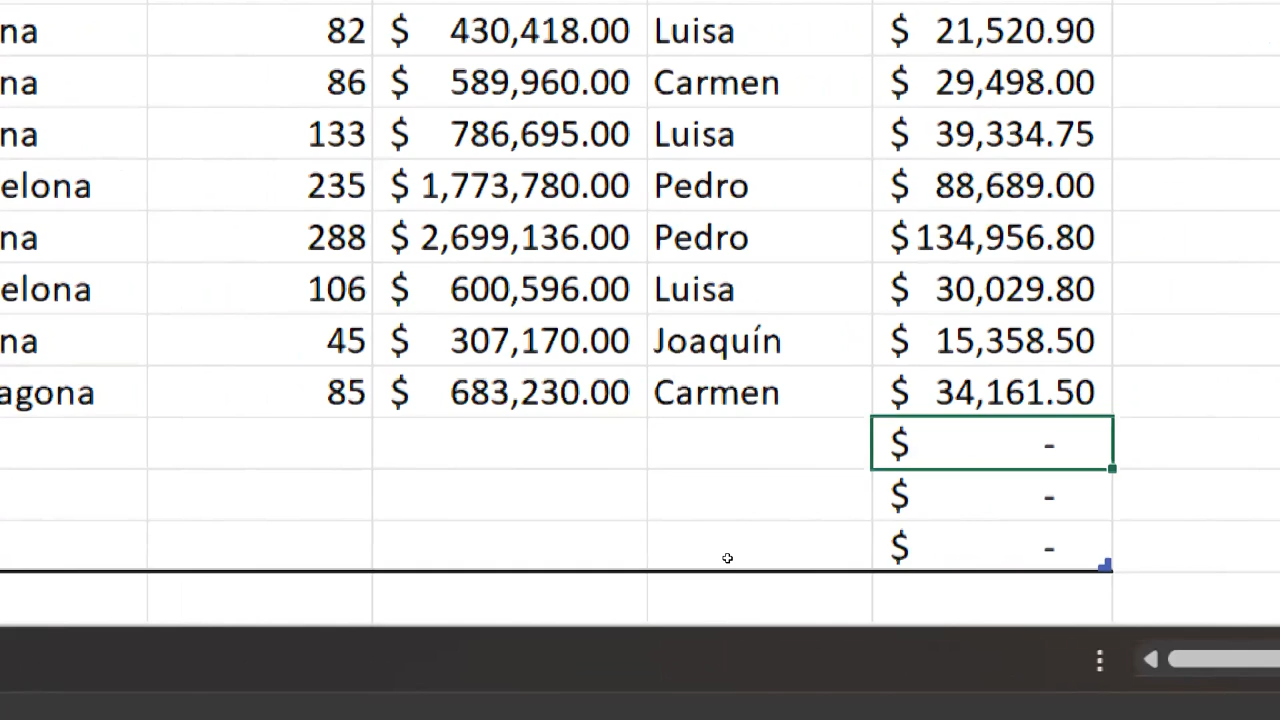 na 82 $ 430,418.00 Luisa $ 21,520.90
na 86 $ 589,960.00 Carmen $ 29,498.00
na 133 $ 786,695.00 Luisa $ 39,334.75
elona 235 $ 1,773,780.00 Pedro $ 88,689.00
na 288 $ 2,699,136.00 Pedro $ 134,956.80
elona 106 $ 600,596.00 Luisa $ 30,029.80
na 45 $ 307,170.00 Joaquín $ 15,358.50
agona 85 $ 683,230.00 Carmen $ 34,161.50
$ -
$ -
$ -